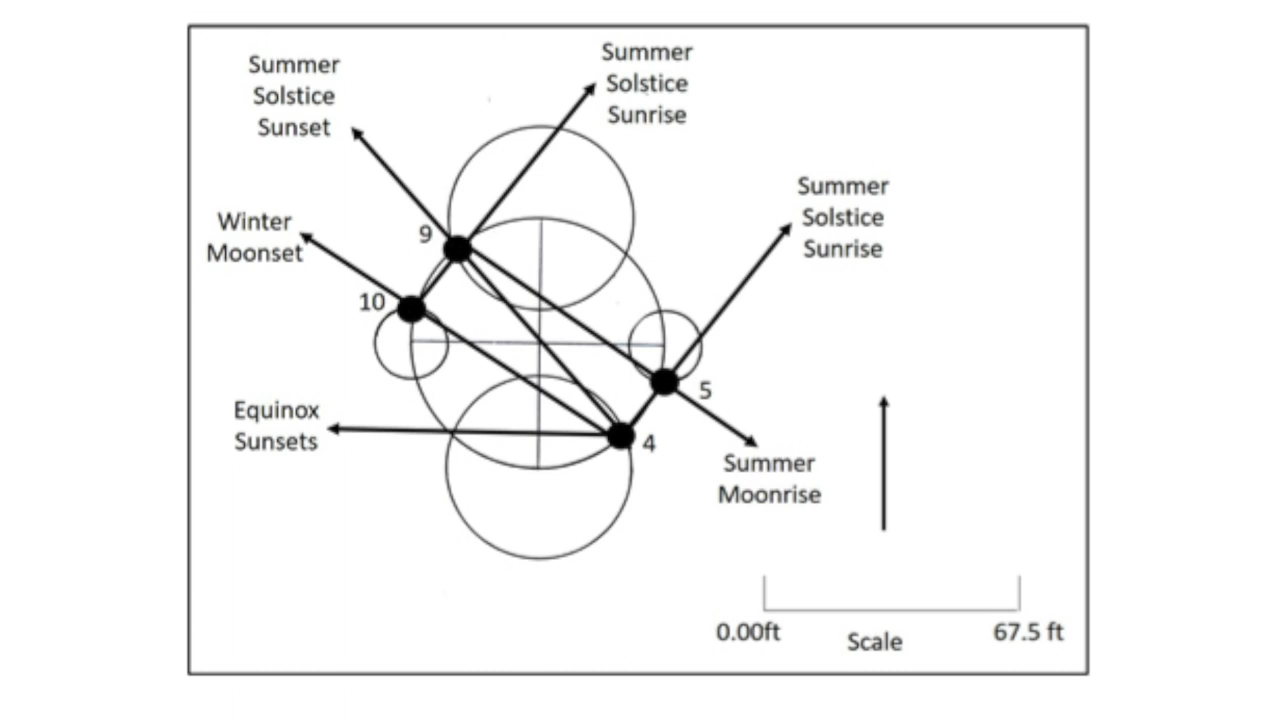 Summer
Solstice
Sunset
Summer
Solstice
Sunrise
Summer
Solstice
Sunrise
Winter
Moonset
9
10
5
4
Equinox
Sunsets
Summer
Moonrise
0.00ft
Scale
67.5 ft